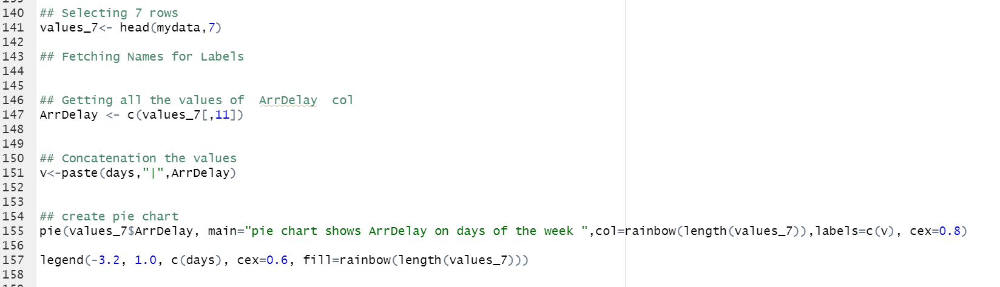 140 ## Selecting 7 rows
141 values_7<- head(mydata,7)
142
143 ## Fetching Names for Labels
144
145
146 ## Getting all the values of  ArrDelay  col
147 ArrDelay <- c(values_7[,11])
148
149
150 ## Concatenation the values
151 v<-paste(days,"|",ArrDelay)
152
153
154 ## create pie chart
155 pie(values_7$ArrDelay, main="pie chart shows ArrDelay on days of the week ",col=rainbow(length(values_7)),labels=c(v), cex=0.8)
156
157 legend(-3.2, 1.0, c(days), cex=0.6, fill=rainbow(length(values_7)))
158